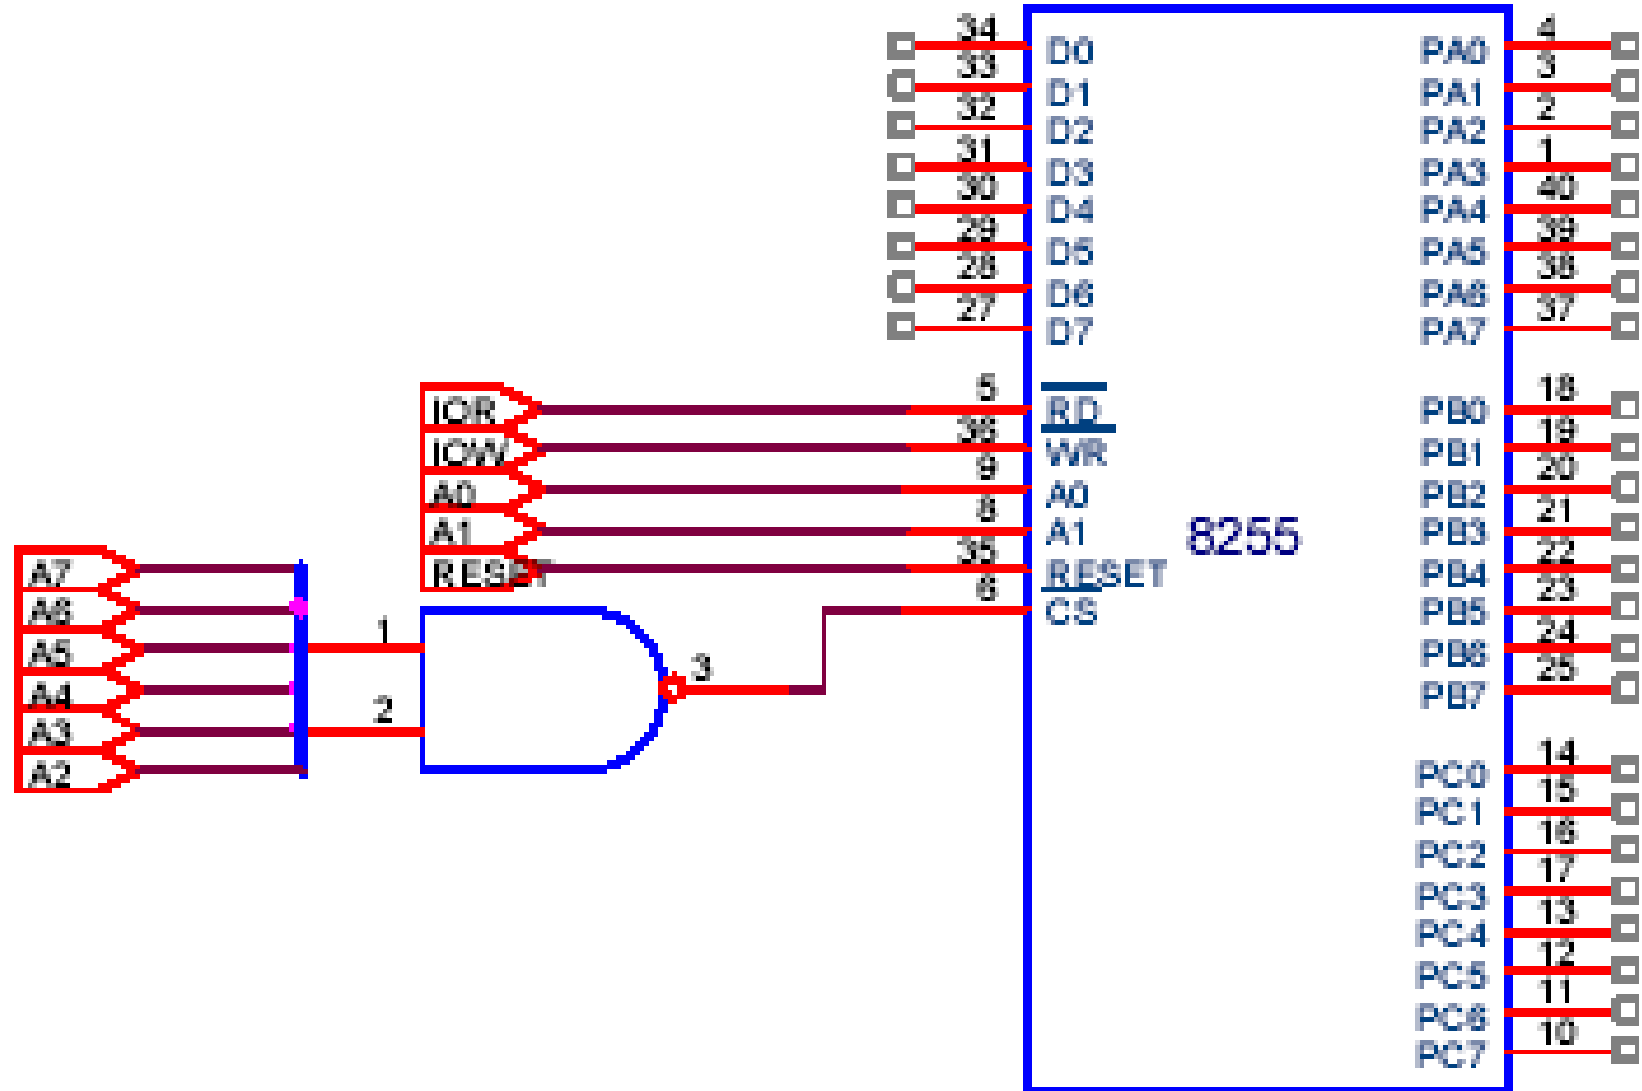 34 D0 PA0 4
33 D1 PA1 3
32 D2 PA2 2
31 D3 PA3 1
30 D4 PA4 40
29 D5 PA5 39
28 D6 PA6 38
27 D7 PA7 37
IOR 5 RD PB0 18
IOW 36 WR PB1 19
A0 9 A0 PB2 20
A1 8 A1 8255 PB3 21
A7 RESET 35 RESET PB4 22
A6 6 CS PB5 23
A5 1 PB6 24
A4 3 PB7 25
A3 2
A2 PC0 14
PC1 15
PC2 16
PC3 17
PC4 13
PC5 12
PC6 11
PC7 10